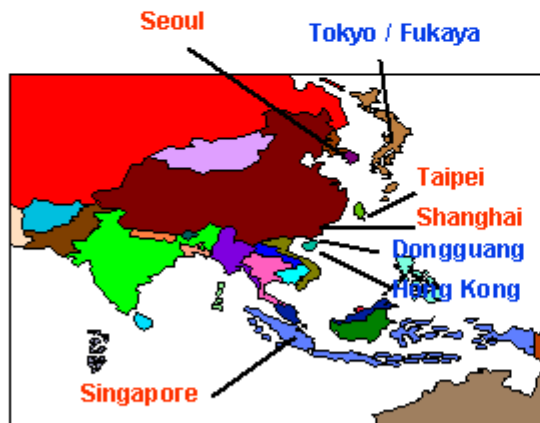 Seoul
Tokyo / Fukaya
Taipei
Shanghai
Dongguang
Hong Kong
Singapore